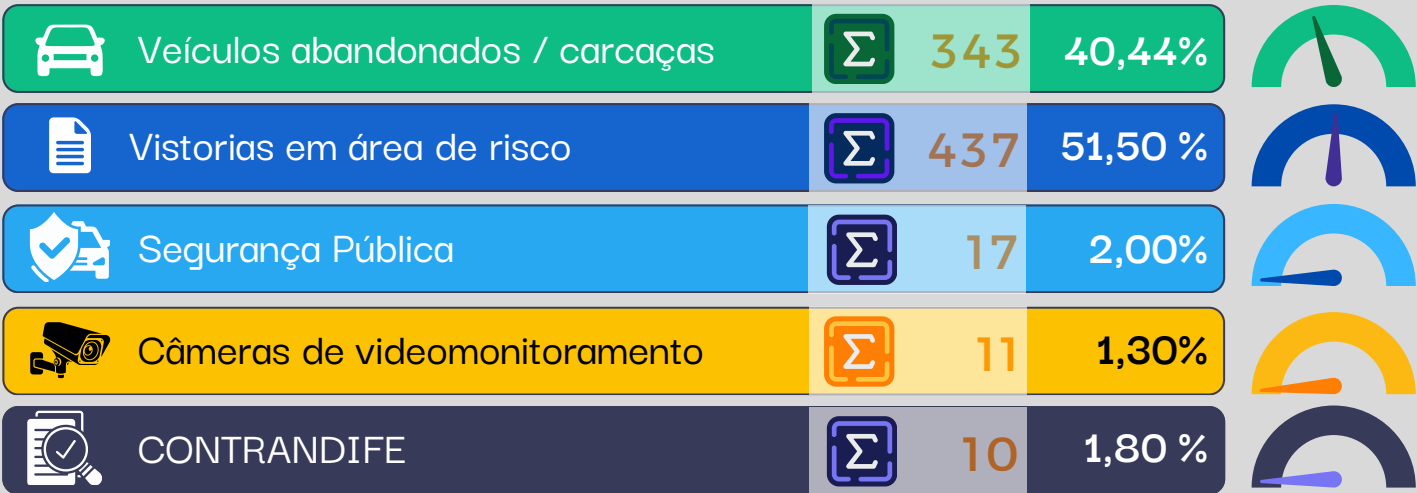 Veículos abandonados / carcaças Σ 343 40,44%
Vistorias em área de risco Σ 437 51,50 %
Segurança Pública Σ 17 2,00%
Câmeras de videomonitoramento Σ 11 1,30%
CONTRANDIFE Σ 10 1,80 %